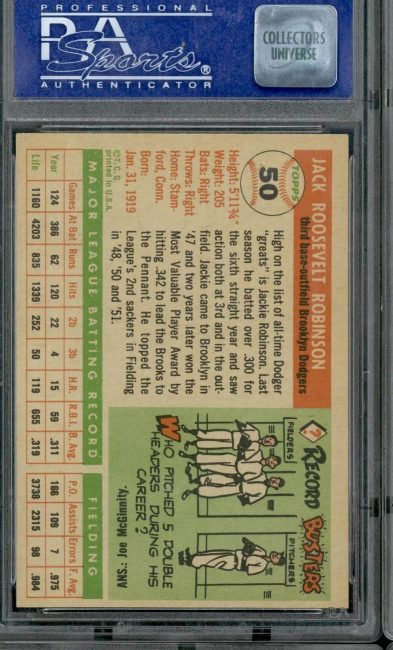 PROFESSIONAL
PSA
Sports®
AUTHENTICATOR
COLLECTORS
UNIVERSE
TOPPS
50
JACK ROOSEVELT ROBINSON
third base-outfield Brooklyn Dodgers
Height: 5'11¾"
Weight: 205
Bats: Right
Throws: Right
Home: Stam-
ford, Conn.
Born:
Jan. 31, 1919
© T. C. G.
printed in U.S.A.
High on the list of all-time Dodger
"greats" is Jackie Robinson. Last
season he batted over .300 for
the sixth straight year and saw
action both at 3rd and in the out-
field. Jackie came to Brooklyn in
'47 and two years later won the
Most Valuable Player Award by
hitting .342 to lead the Brooks to
the Pennant. He topped the
League's 2nd sackers in Fielding
in '48, '50 and '51.
? RECORD BUSTERS
FIELDERS
PITCHERS
WHO PITCHED 5 DOUBLE
HEADERS DURING HIS
CAREER?
ANS: Joe McGinnity.
MAJOR LEAGUE BATTING RECORD FIELDING
Games At Bat Runs Hits 2b 3b H.R. R.B.I. B. Avg. P.O. Assists Errors F. Avg.
Year 124 386 62 120 22 4 15 59 .311 166 109 7 .975
Life 1160 4203 835 1339 252 50 119 665 .319 3738 2315 98 .984